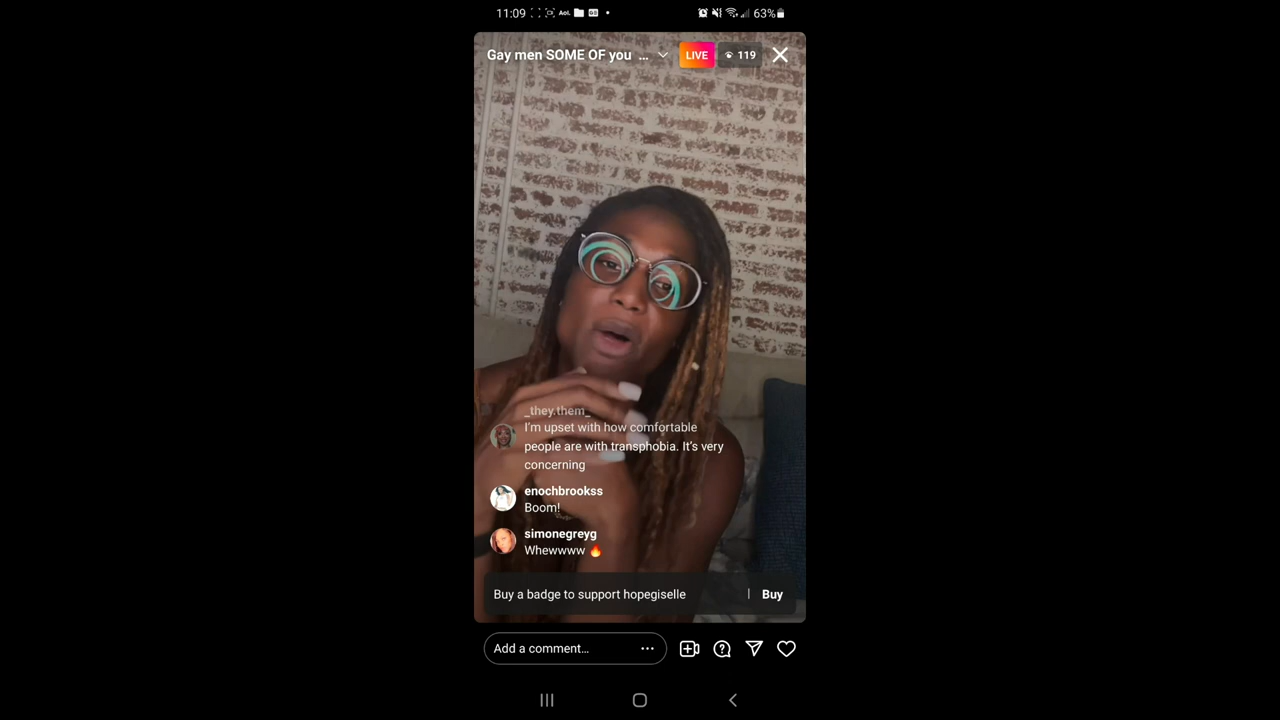 11:09 Aol. 63%
Gay men SOME OF you ... LIVE 119
_they.them_
I'm upset with how comfortable
people are with transphobia. It's very
concerning
enochbrookss
Boom!
simonegreyg
Whewwww 🔥
Buy a badge to support hopegiselle | Buy
Add a comment...